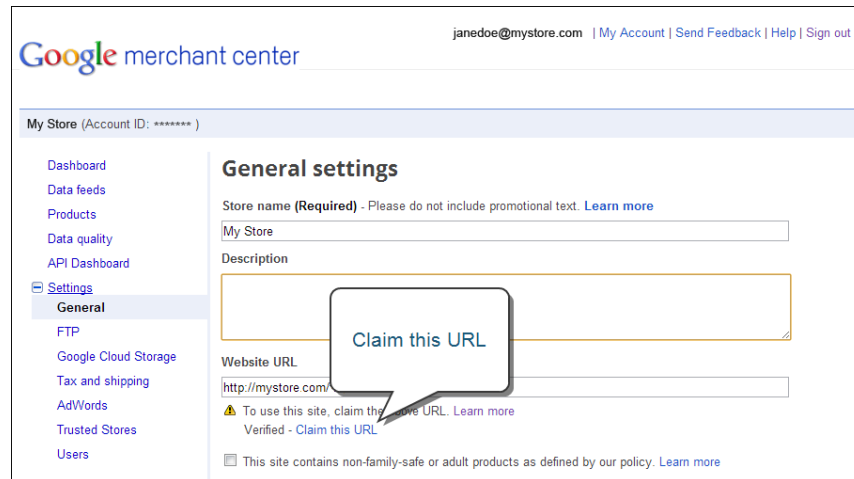 janedoe@mystore.com | My Account | Send Feedback | Help | Sign out
Google merchant center
My Store (Account ID: ******* )
Dashboard
Data feeds
Products
Data quality
API Dashboard
Settings
General
FTP
Google Cloud Storage
Tax and shipping
AdWords
Trusted Stores
Users
General settings
Store name (Required) - Please do not include promotional text. Learn more
My Store
Description
Claim this URL
Website URL
http://mystore.com/
To use this site, claim the above URL. Learn more
Verified - Claim this URL
This site contains non-family-safe or adult products as defined by our policy. Learn more